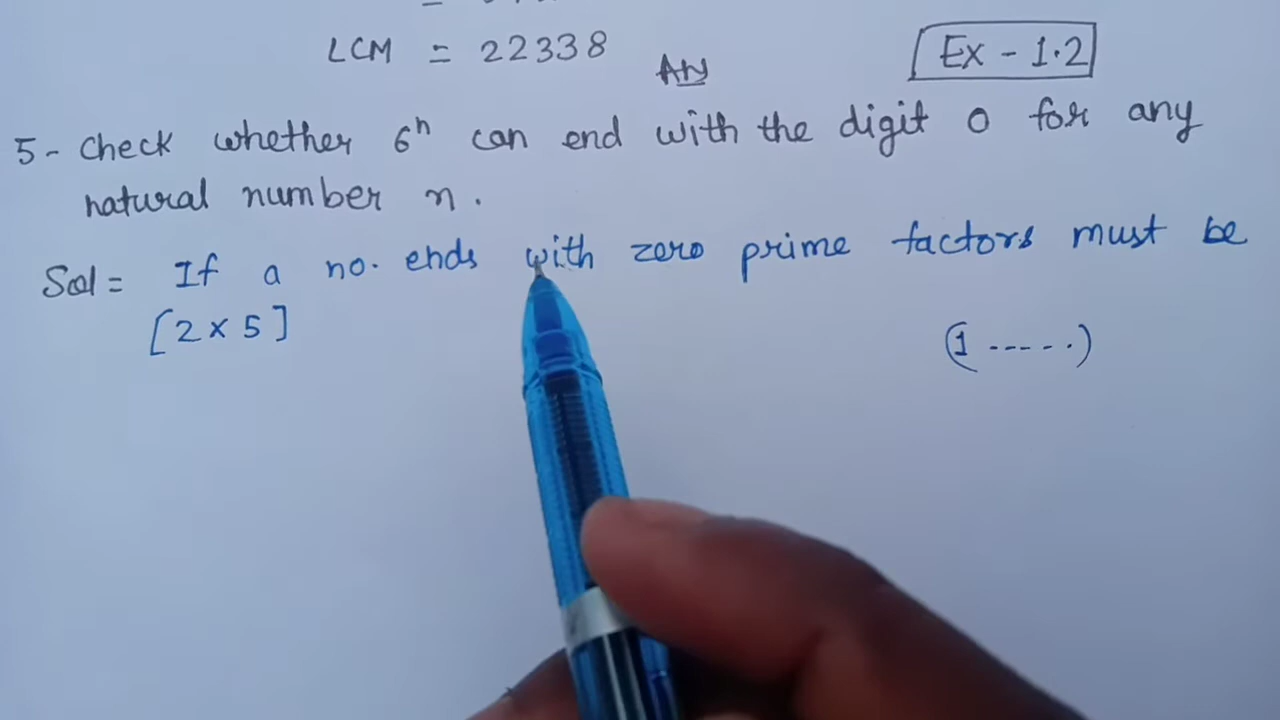 LCM = 22338
Ans
Ex - 1.2
5- Check whether 6ⁿ can end with the digit 0 for any
natural number n.
Sol = If a no. ends with zero prime factors must be
[2 × 5]
(1 -----.)